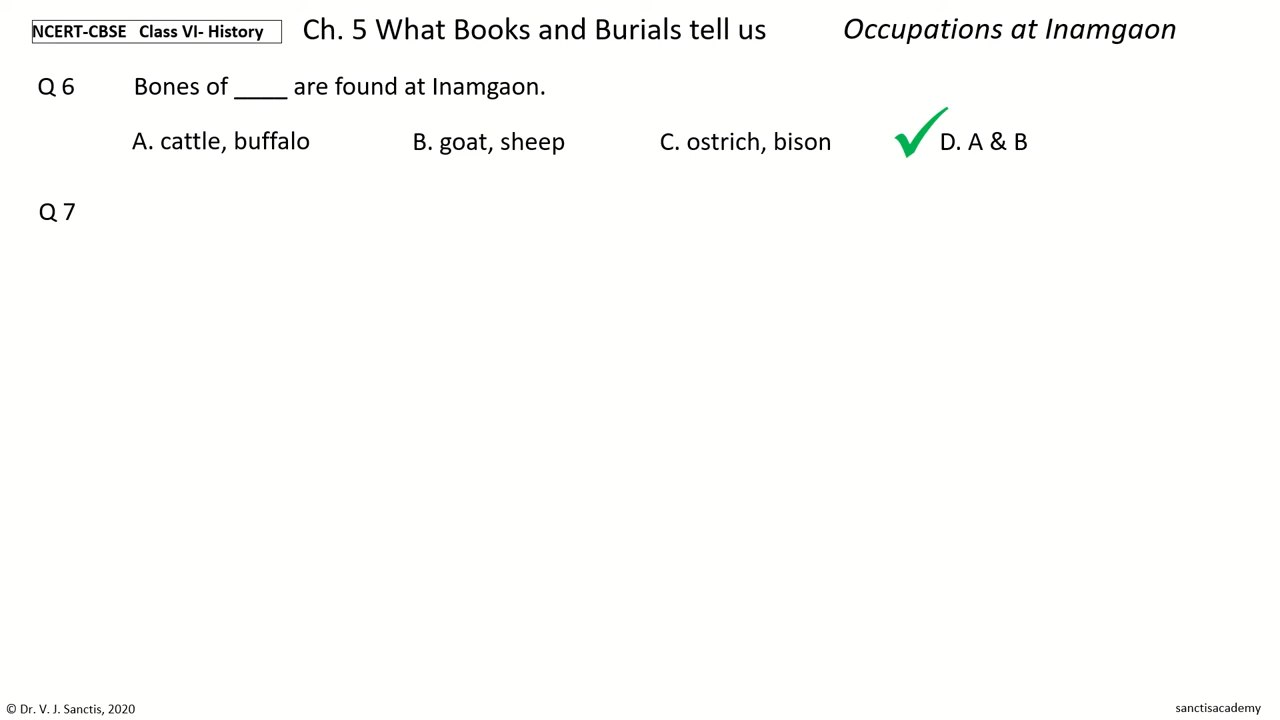 NCERT-CBSE Class VI- History Ch. 5 What Books and Burials tell us Occupations at Inamgaon
Q 6 Bones of ____ are found at Inamgaon.
A. cattle, buffalo B. goat, sheep C. ostrich, bison D. A & B
Q 7
© Dr. V. J. Sanctis, 2020 sanctisacademy